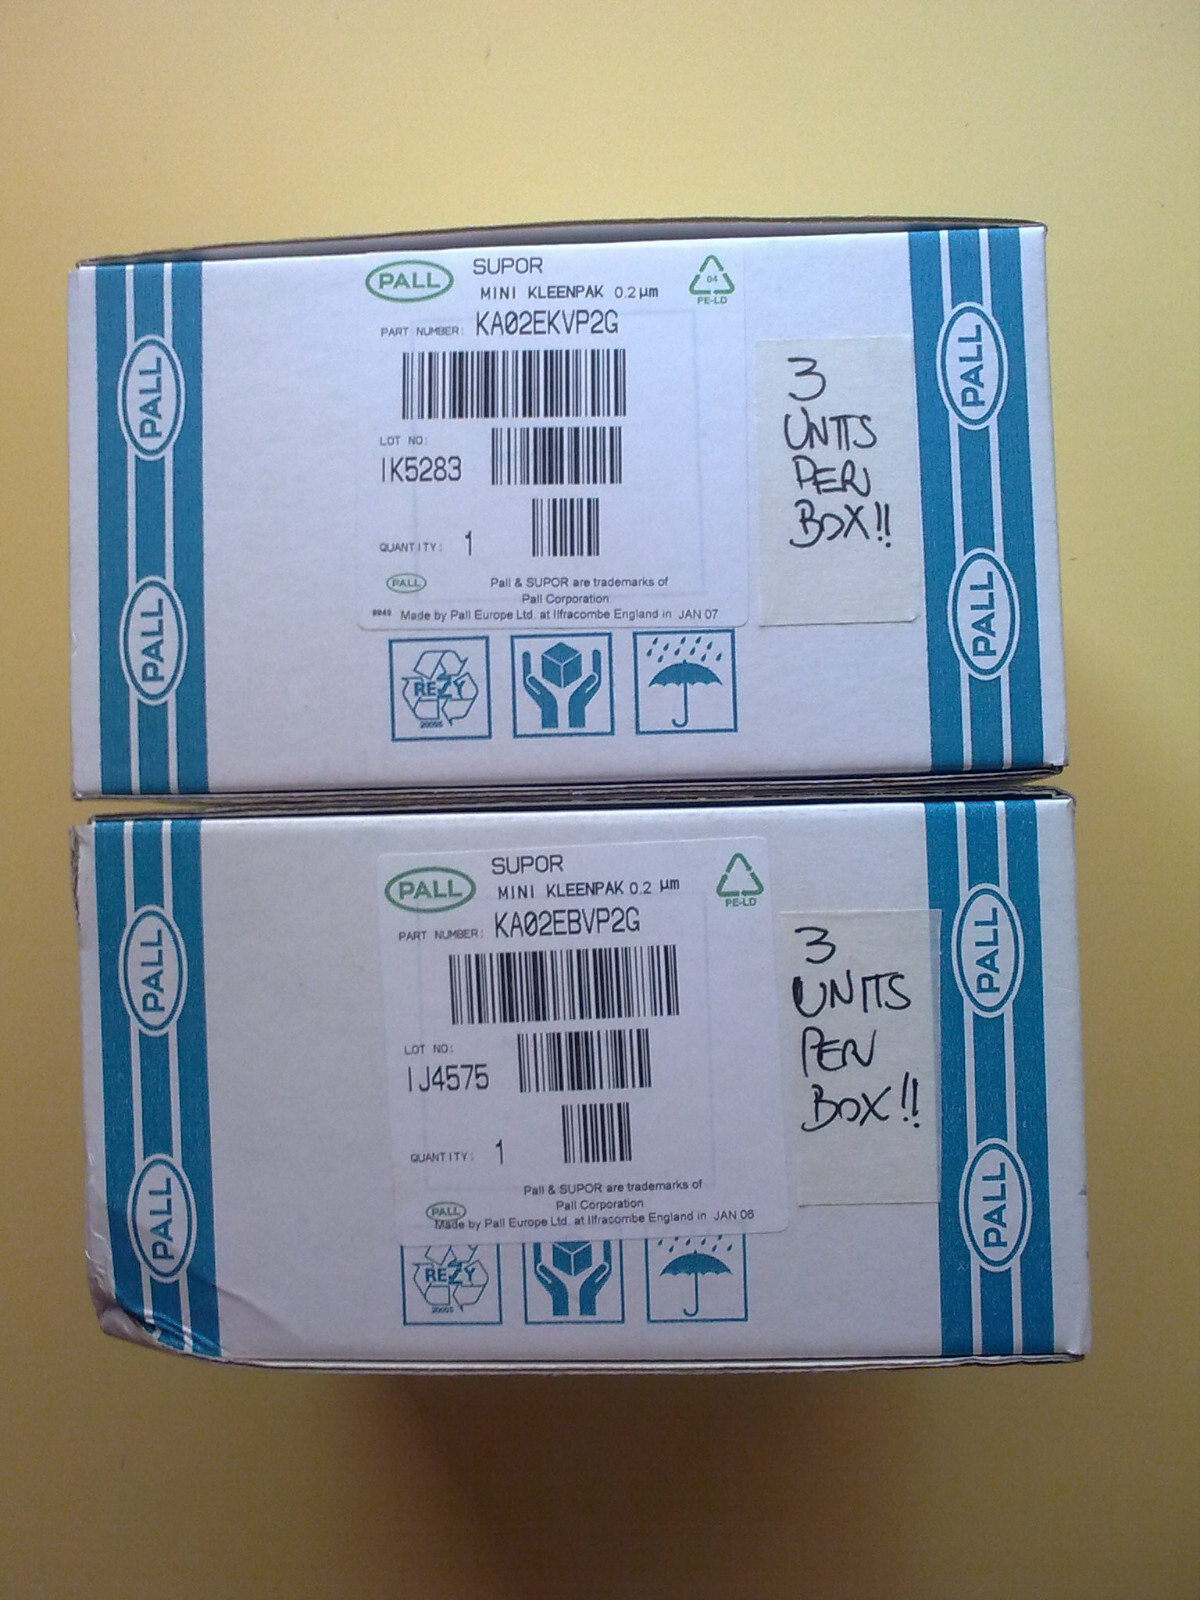 PALL
SUPOR
MINI KLEENPAK 0.2 µm
04
PE-LD
PART NUMBER: KA02EKVP2G
LOT NO:
IK5283
QUANTITY: 1
PALL
Pall & SUPOR are trademarks of
Pall Corporation
Made by Pall Europe Ltd. at Ilfracombe England in JAN 07
3
UNITS
PER
BOX!!
PALL
PALL
PALL
PALL
REZY
PALL
SUPOR
MINI KLEENPAK 0.2 µm
PE-LD
PART NUMBER: KA02EBVP2G
LOT NO:
IJ4575
QUANTITY: 1
Pall & SUPOR are trademarks of
Pall Corporation
PALL
Made by Pall Europe Ltd. at Ilfracombe England in JAN 06
3
UNITS
PER
BOX!!
PALL
PALL
PALL
PALL
REZY